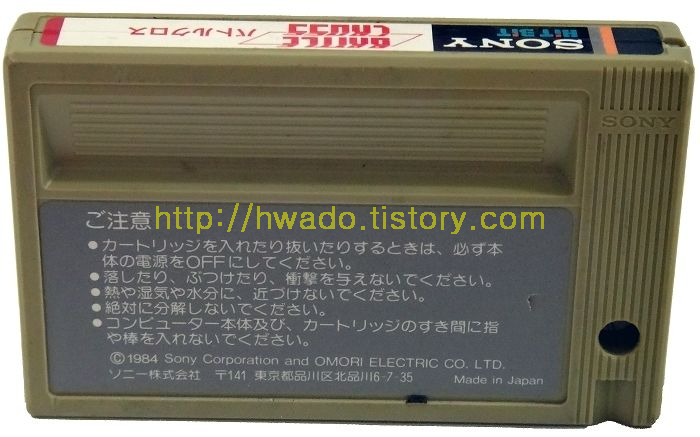 SONY
HiT BiT
BATTLE
CROSS
バトルクロス
SONY
http://hwado.tistory.com
ご注意
●カートリッジを入れたり抜いたりするときは、必ず本
体の電源をOFFにしてください。
●落したり、ぶつけたり、衝撃を与えないでください。
●熱や湿気や水分に、近づけないでください。
●絶対に分解しないでください。
●コンピューター本体及び、カートリッジのすき間に指
や棒を入れないでください。
©1984 Sony Corporation and OMORI ELECTRIC CO. LTD.
ソニー株式会社 〒141 東京都品川区北品川6-7-35 Made in Japan